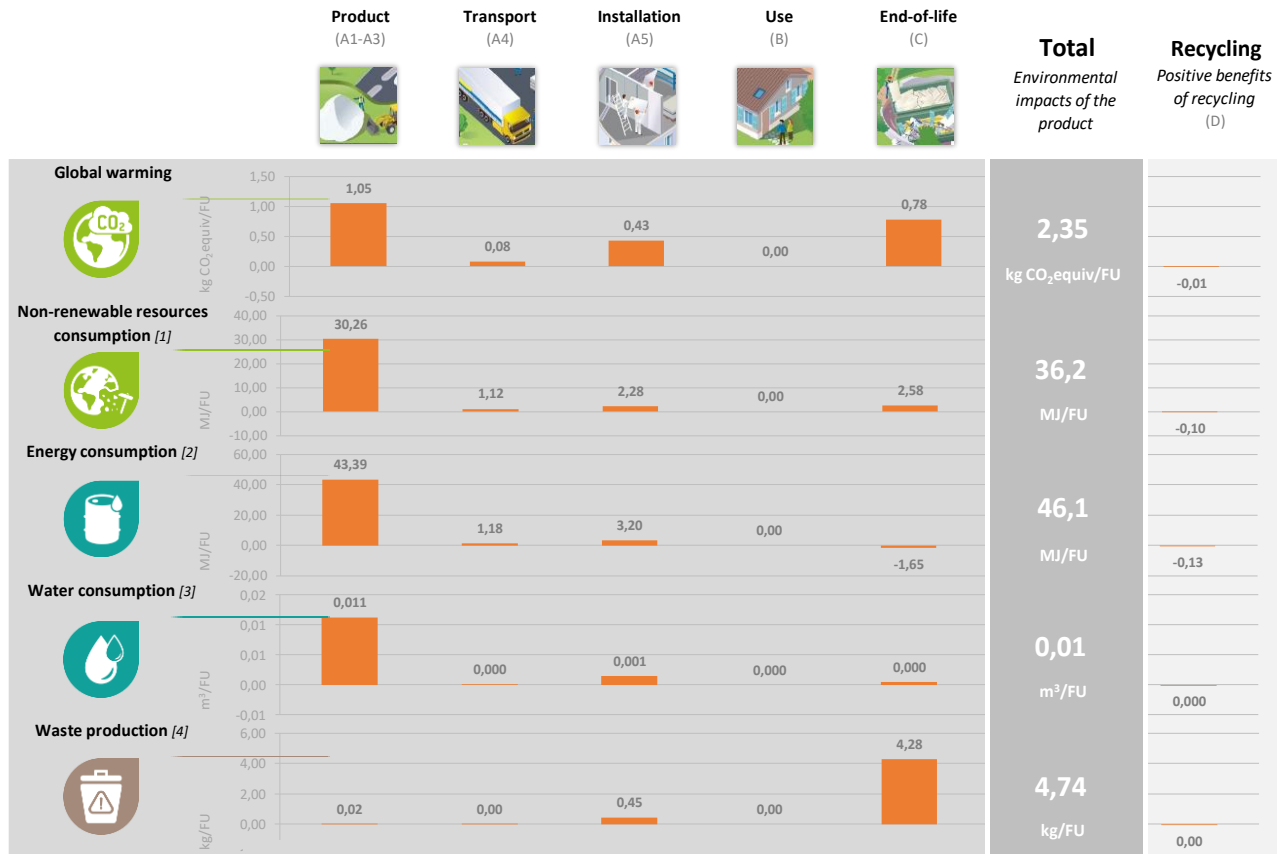 Product
(A1-A3)
Transport
(A4)
Installation
(A5)
Use
(B)
End-of-life
(C)
Total
Environmental
impacts of the
product
Recycling
Positive benefits
of recycling
(D)
Global warming
CO2
kg CO2equiv/FU
1,50
1,00
0,50
0,00
-0,50
1,05
0,08
0,43
0,00
0,78
2,35
kg CO2equiv/FU
-0,01
Non-renewable resources
consumption [1]
MJ/FU
40,00
30,00
20,00
10,00
0,00
-10,00
30,26
1,12
2,28
0,00
2,58
36,2
MJ/FU
-0,10
Energy consumption [2]
MJ/FU
60,00
40,00
20,00
0,00
-20,00
43,39
1,18
3,20
0,00
-1,65
46,1
MJ/FU
-0,13
Water consumption [3]
m³/FU
0,02
0,01
0,01
0,00
-0,01
0,011
0,000
0,001
0,000
0,000
0,01
m³/FU
0,000
Waste production [4]
kg/FU
6,00
4,00
2,00
0,00
-
0,02
0,00
0,45
0,00
4,28
4,74
kg/FU
0,00